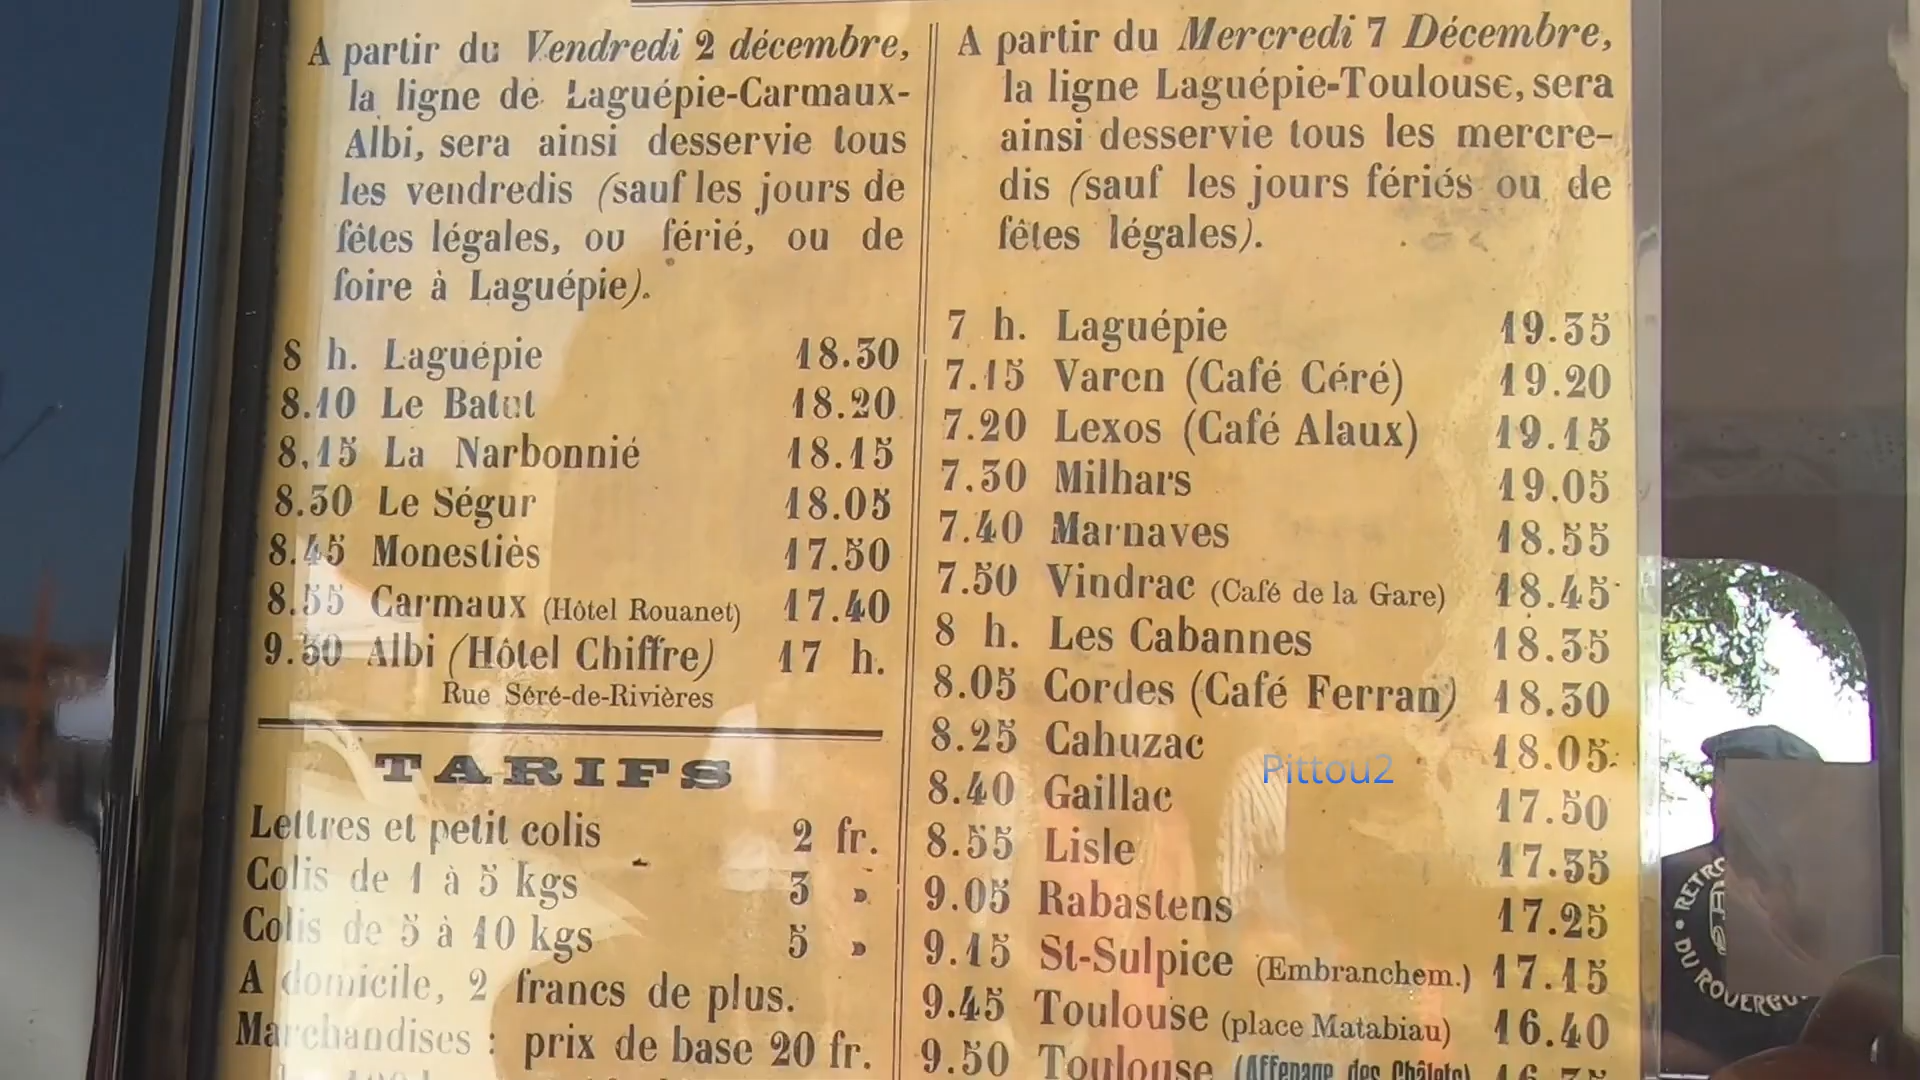 A partir du Vendredi 2 décembre,
la ligne de Laguépie-Carmaux-
Albi, sera ainsi desservie tous
les vendredis (sauf les jours de
fêtes légales, ou férié, ou de
foire à Laguépie).
8 h. Laguépie 18.30
8.10 Le Batut 18.20
8.15 La Narbonnié 18.15
8.30 Le Ségur 18.05
8.45 Monestiès 17.50
8.55 Carmaux (Hôtel Rouanet) 17.40
9.30 Albi (Hôtel Chiffre) 17 h.
Rue Séré-de-Rivières
TARIFS
Lettres et petit colis 2 fr.
Colis de 1 à 5 kgs 3 »
Colis de 5 à 10 kgs 5 »
A domicile, 2 francs de plus.
Marchandises : prix de base 20 fr.
A partir du Mercredi 7 Décembre,
la ligne Laguépie-Toulouse, sera
ainsi desservie tous les mercre-
dis (sauf les jours fériés ou de
fêtes légales).
7 h. Laguépie 19.35
7.15 Varen (Café Céré) 19.20
7.20 Lexos (Café Alaux) 19.15
7.30 Milhars 19.05
7.40 Marnaves 18.55
7.50 Vindrac (Café de la Gare) 18.45
8 h. Les Cabannes 18.35
8.05 Cordes (Café Ferran) 18.30
8.25 Cahuzac 18.05
8.40 Gaillac 17.50
8.55 Lisle 17.35
9.05 Rabastens 17.25
9.15 St-Sulpice (Embranchem.) 17.15
9.45 Toulouse (place Matabiau) 16.40
9.50 Toulouse
Pittou2
RETRO
DU ROUERGUE